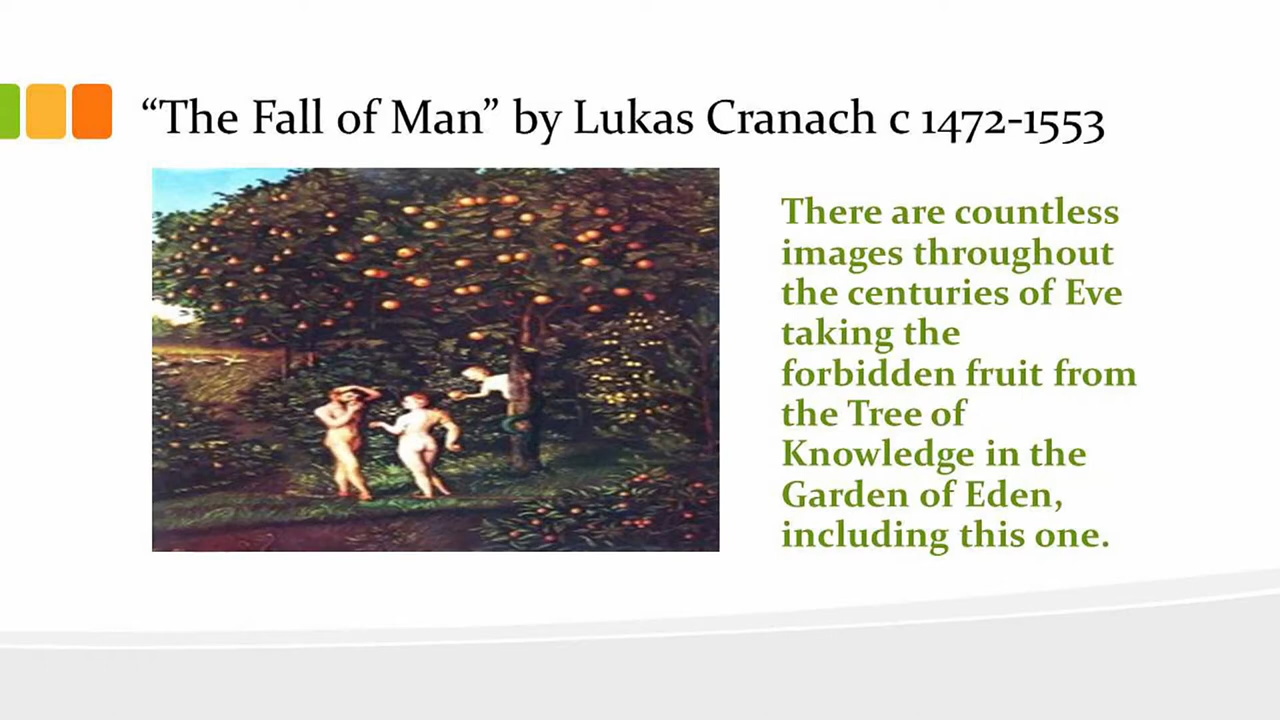 “The Fall of Man” by Lukas Cranach c 1472-1553
There are countless
images throughout
the centuries of Eve
taking the
forbidden fruit from
the Tree of
Knowledge in the
Garden of Eden,
including this one.